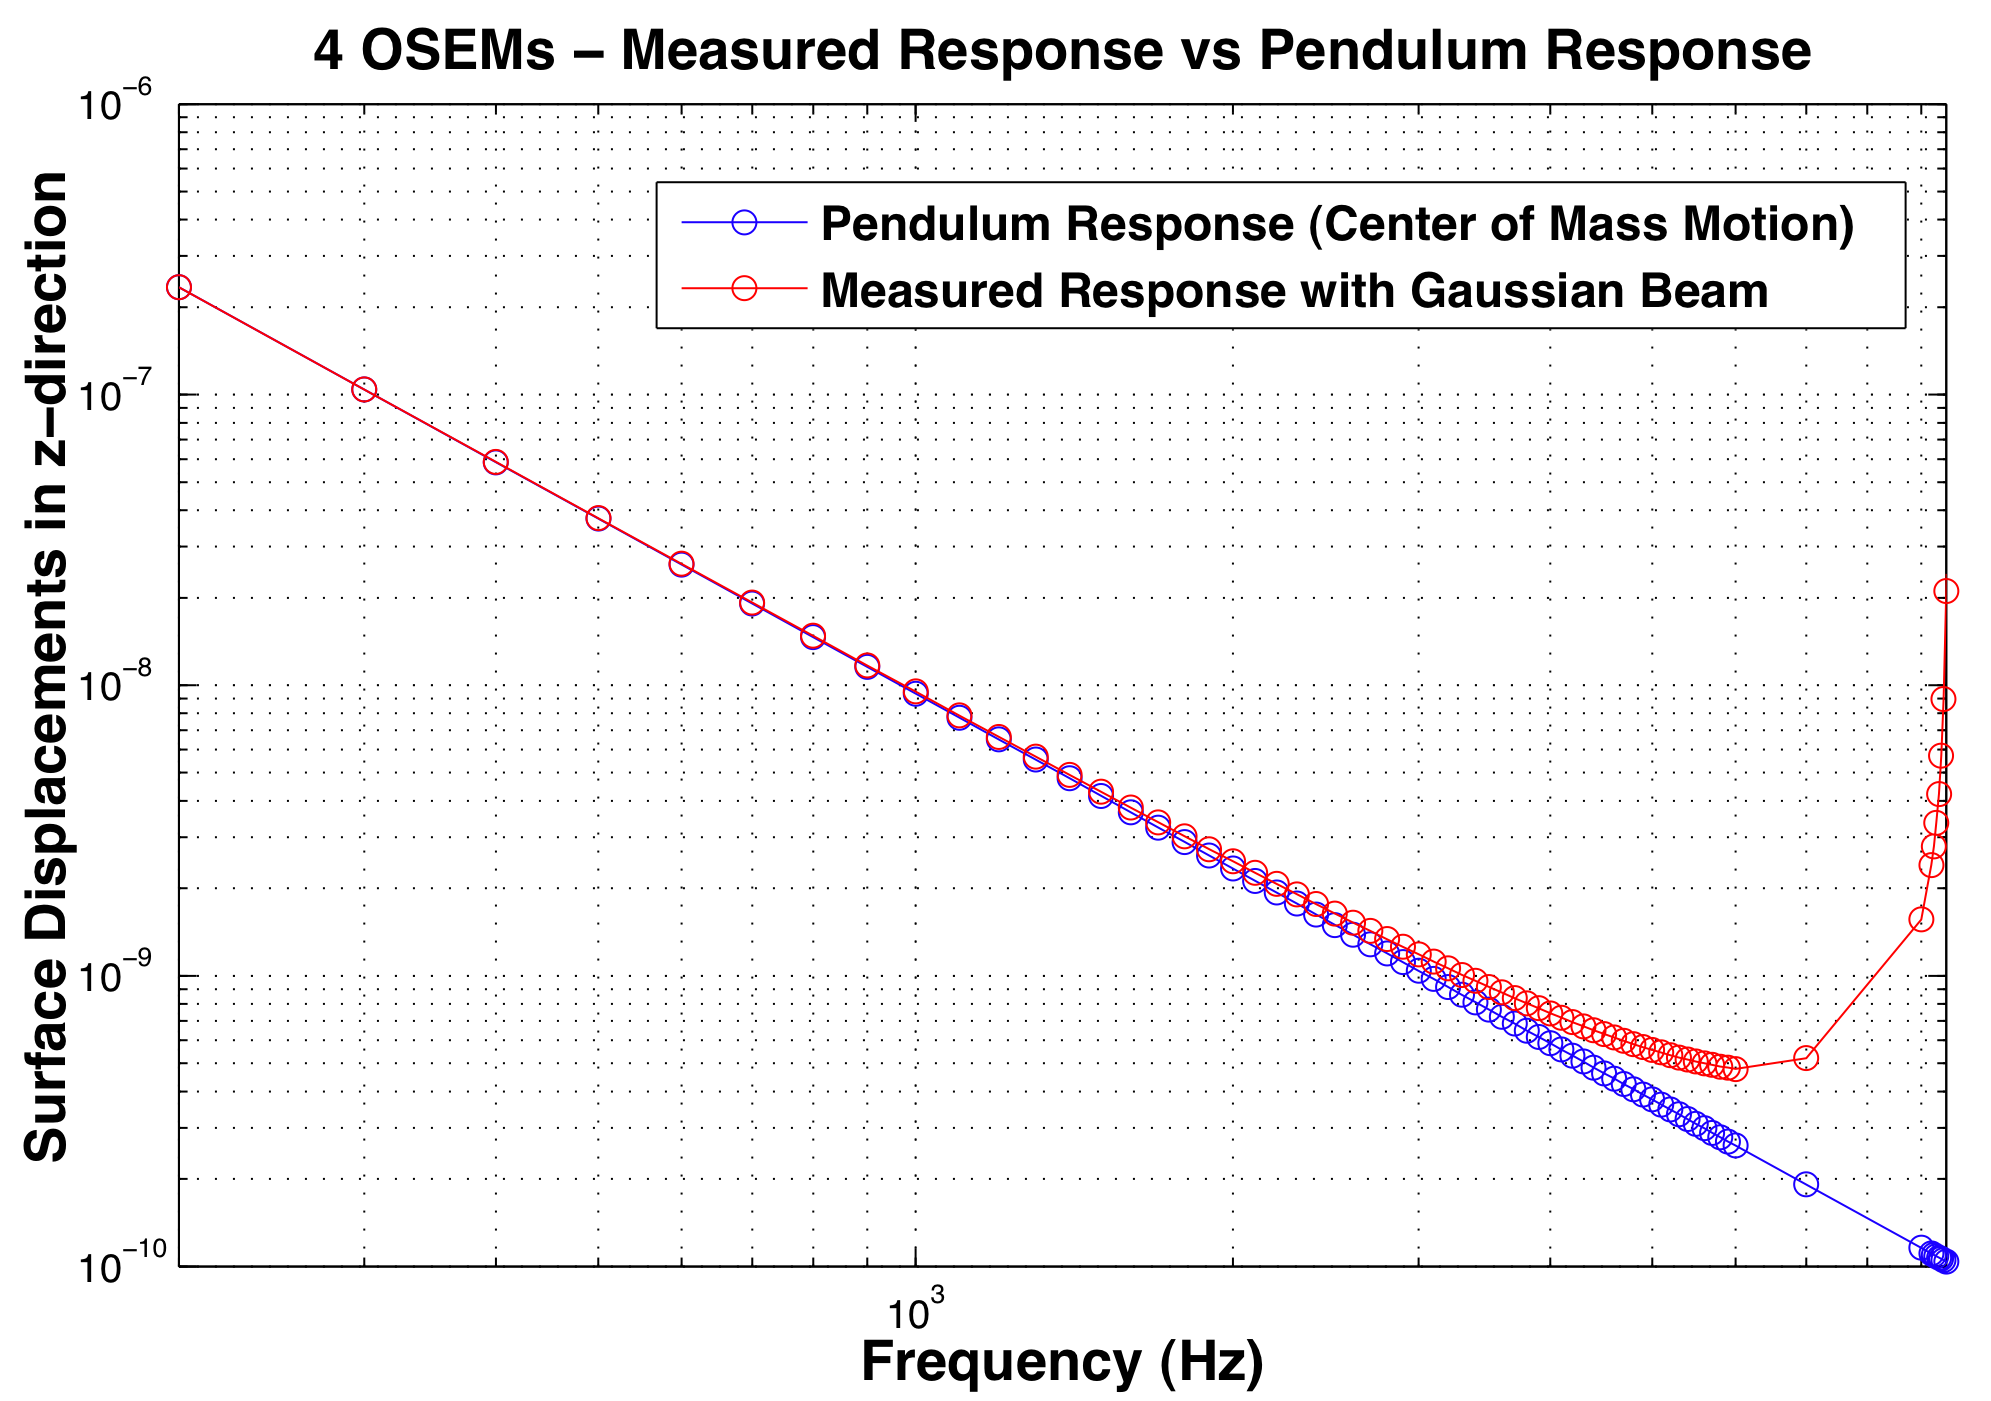 4 OSEMs – Measured Response vs Pendulum Response
10^−6
Pendulum Response (Center of Mass Motion)
Measured Response with Gaussian Beam
10^−7
10^−8
10^−9
10^−10
Surface Displacements in z−direction
10^3
Frequency (Hz)